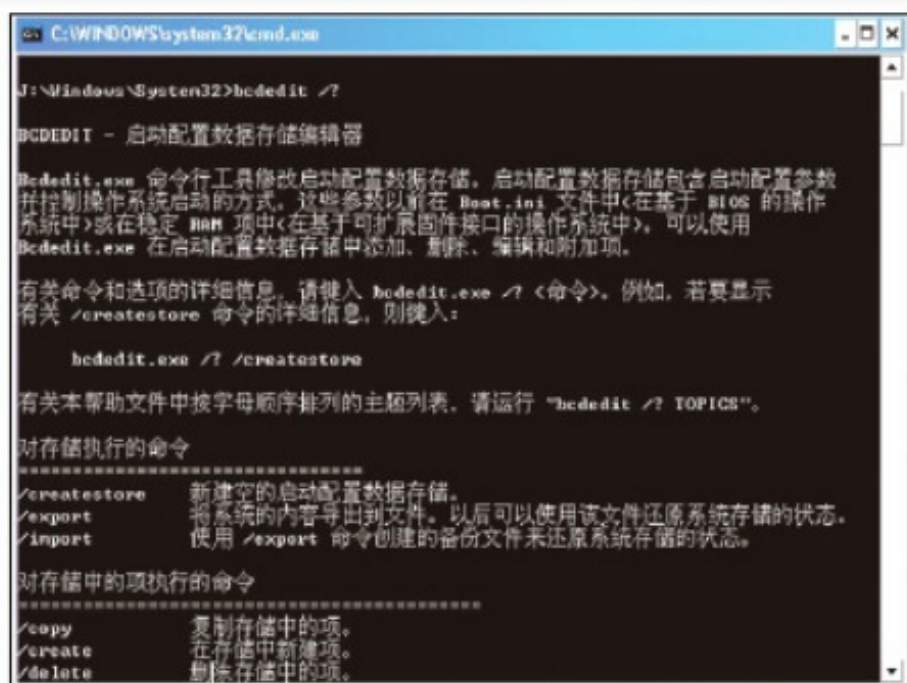 C:\WINDOWS\system32\cmd.exe
J:\Windows\System32>bcdedit /?
BCDEDIT - 启动配置数据存储编辑器
Bcdedit.exe 命令行工具修改启动配置数据存储。启动配置数据存储包含启动配置参数
并控制操作系统启动的方式。这些参数以前在 Boot.ini 文件中<在基于 BIOS 的操作
系统中>或在稳定 RAM 项中<在基于可扩展固件接口的操作系统中>。可以使用
Bcdedit.exe 在启动配置数据存储中添加、删除、编辑和附加项。
有关命令和选项的详细信息，请键入 bcdedit.exe /? <命令>。例如，若要显示
有关 /createstore 命令的详细信息，则键入：
bcdedit.exe /? /createstore
有关本帮助文件中按字母顺序排列的主题列表，请运行 "bcdedit /? TOPICS"。
对存储执行的命令
================================
/createstore 新建空的启动配置数据存储。
/export 将系统的内容导出到文件。以后可以使用该文件还原系统存储的状态。
/import 使用 /export 命令创建的备份文件来还原系统存储的状态。
对存储中的项执行的命令
===========================================
/copy 复制存储中的项。
/create 在存储中新建项。
/delete 删除存储中的项。